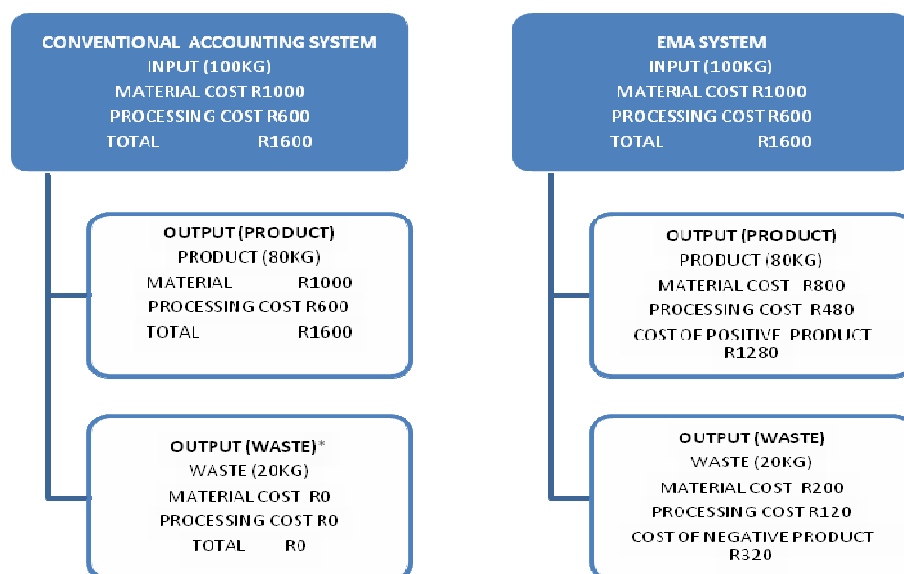 CONVENTIONAL ACCOUNTING SYSTEM
INPUT (100KG)
MATERIAL COST R1000
PROCESSING COST R600
TOTAL R1600
OUTPUT (PRODUCT)
PRODUCT (80KG)
MATERIAL R1000
PROCESSING COST R600
TOTAL R1600
OUTPUT (WASTE)*
WASTE (20KG)
MATERIAL COST R0
PROCESSING COST R0
TOTAL R0
EMA SYSTEM
INPUT (100KG)
MATERIAL COST R1000
PROCESSING COST R600
TOTAL R1600
OUTPUT (PRODUCT)
PRODUCT (80KG)
MATERIAL COST R800
PROCESSING COST R480
COST OF POSITIVE PRODUCT
R1280
OUTPUT (WASTE)
WASTE (20KG)
MATERIAL COST R200
PROCESSING COST R120
COST OF NEGATIVE PRODUCT
R320